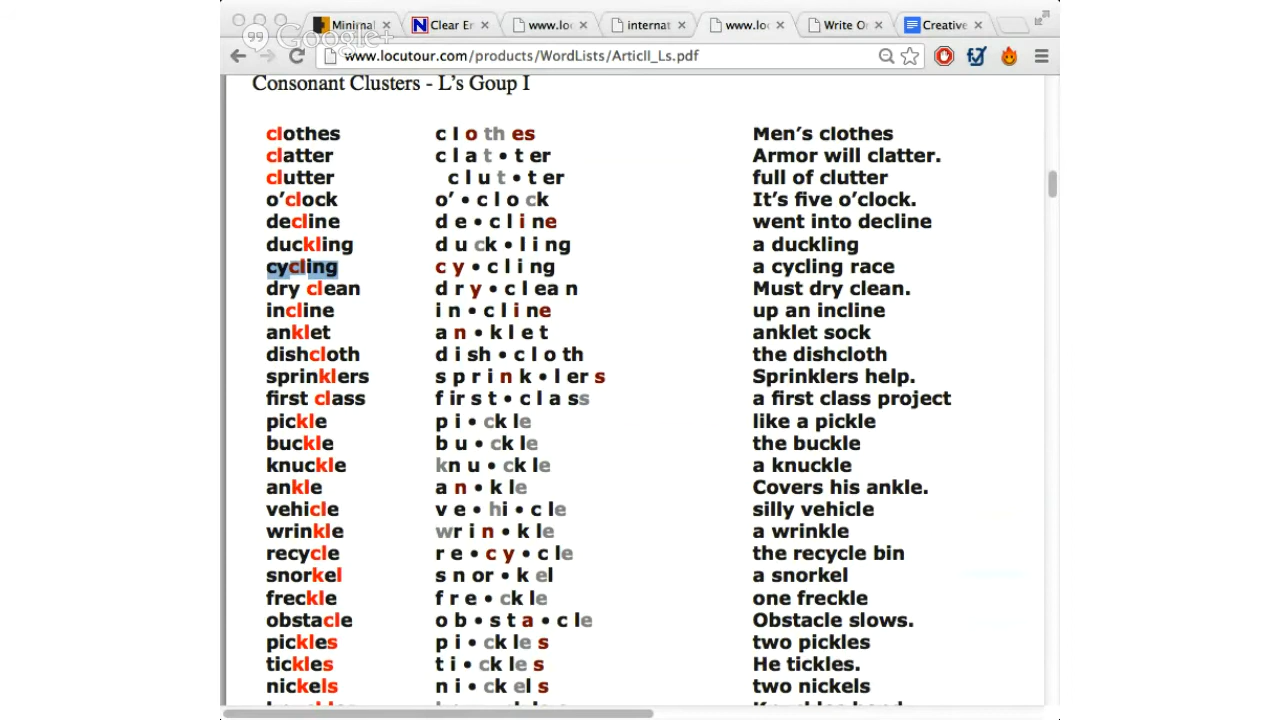 Minimal Clear En www.loc internat www.loc Write Or Creative
Google+
www.locutour.com/products/WordLists/Articll_Ls.pdf
Consonant Clusters - L's Goup I
clothes c l o th es Men's clothes
clatter c l a t • t er Armor will clatter.
clutter c l u t • t er full of clutter
o'clock o' • c l o ck It's five o'clock.
decline d e • c l i ne went into decline
duckling d u ck • l i ng a duckling
cycling c y • c l i ng a cycling race
dry clean d r y • c l ea n Must dry clean.
incline i n • c l i ne up an incline
anklet a n • k l e t anklet sock
dishcloth d i sh • c l o th the dishcloth
sprinklers s p r i n k • l er s Sprinklers help.
first class f ir s t • c l a ss a first class project
pickle p i • ck le like a pickle
buckle b u • ck le the buckle
knuckle kn u • ck le a knuckle
ankle a n • k le Covers his ankle.
vehicle v e • hi • c le silly vehicle
wrinkle wr i n • k le a wrinkle
recycle r e • c y • c le the recycle bin
snorkel s n or • k el a snorkel
freckle f r e • ck le one freckle
obstacle o b • s t a • c le Obstacle slows.
pickles p i • ck le s two pickles
tickles t i • ck le s He tickles.
nickels n i • ck el s two nickels